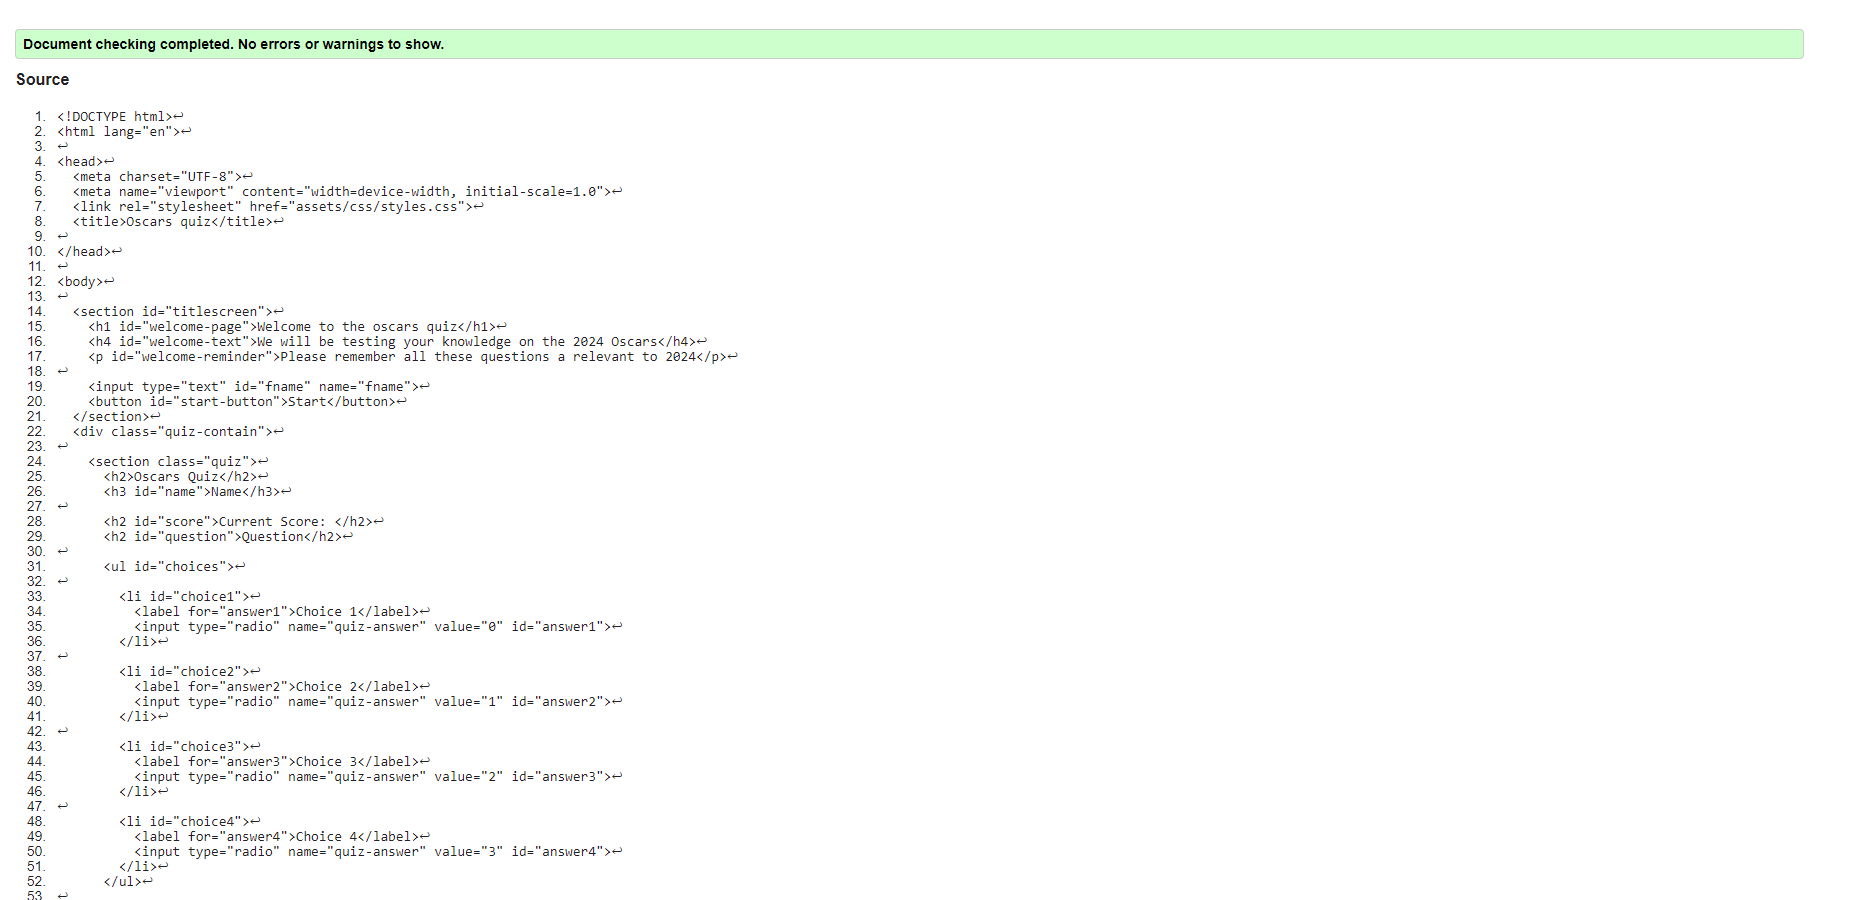 Document checking completed. No errors or warnings to show.
Source
1. <!DOCTYPE html>↩
2. <html lang="en">↩
3. ↩
4. <head>↩
5.   <meta charset="UTF-8">↩
6.   <meta name="viewport" content="width=device-width, initial-scale=1.0">↩
7.   <link rel="stylesheet" href="assets/css/styles.css">↩
8.   <title>Oscars quiz</title>↩
9. ↩
10. </head>↩
11. ↩
12. <body>↩
13. ↩
14.   <section id="titlescreen">↩
15.     <h1 id="welcome-page">Welcome to the oscars quiz</h1>↩
16.     <h4 id="welcome-text">We will be testing your knowledge on the 2024 Oscars</h4>↩
17.     <p id="welcome-reminder">Please remember all these questions a relevant to 2024</p>↩
18. ↩
19.     <input type="text" id="fname" name="fname">↩
20.     <button id="start-button">Start</button>↩
21.   </section>↩
22.   <div class="quiz-contain">↩
23. ↩
24.     <section class="quiz">↩
25.       <h2>Oscars Quiz</h2>↩
26.       <h3 id="name">Name</h3>↩
27. ↩
28.       <h2 id="score">Current Score: </h2>↩
29.       <h2 id="question">Question</h2>↩
30. ↩
31.       <ul id="choices">↩
32. ↩
33.         <li id="choice1">↩
34.           <label for="answer1">Choice 1</label>↩
35.           <input type="radio" name="quiz-answer" value="0" id="answer1">↩
36.         </li>↩
37. ↩
38.         <li id="choice2">↩
39.           <label for="answer2">Choice 2</label>↩
40.           <input type="radio" name="quiz-answer" value="1" id="answer2">↩
41.         </li>↩
42. ↩
43.         <li id="choice3">↩
44.           <label for="answer3">Choice 3</label>↩
45.           <input type="radio" name="quiz-answer" value="2" id="answer3">↩
46.         </li>↩
47. ↩
48.         <li id="choice4">↩
49.           <label for="answer4">Choice 4</label>↩
50.           <input type="radio" name="quiz-answer" value="3" id="answer4">↩
51.         </li>↩
52.       </ul>↩
53 ↩